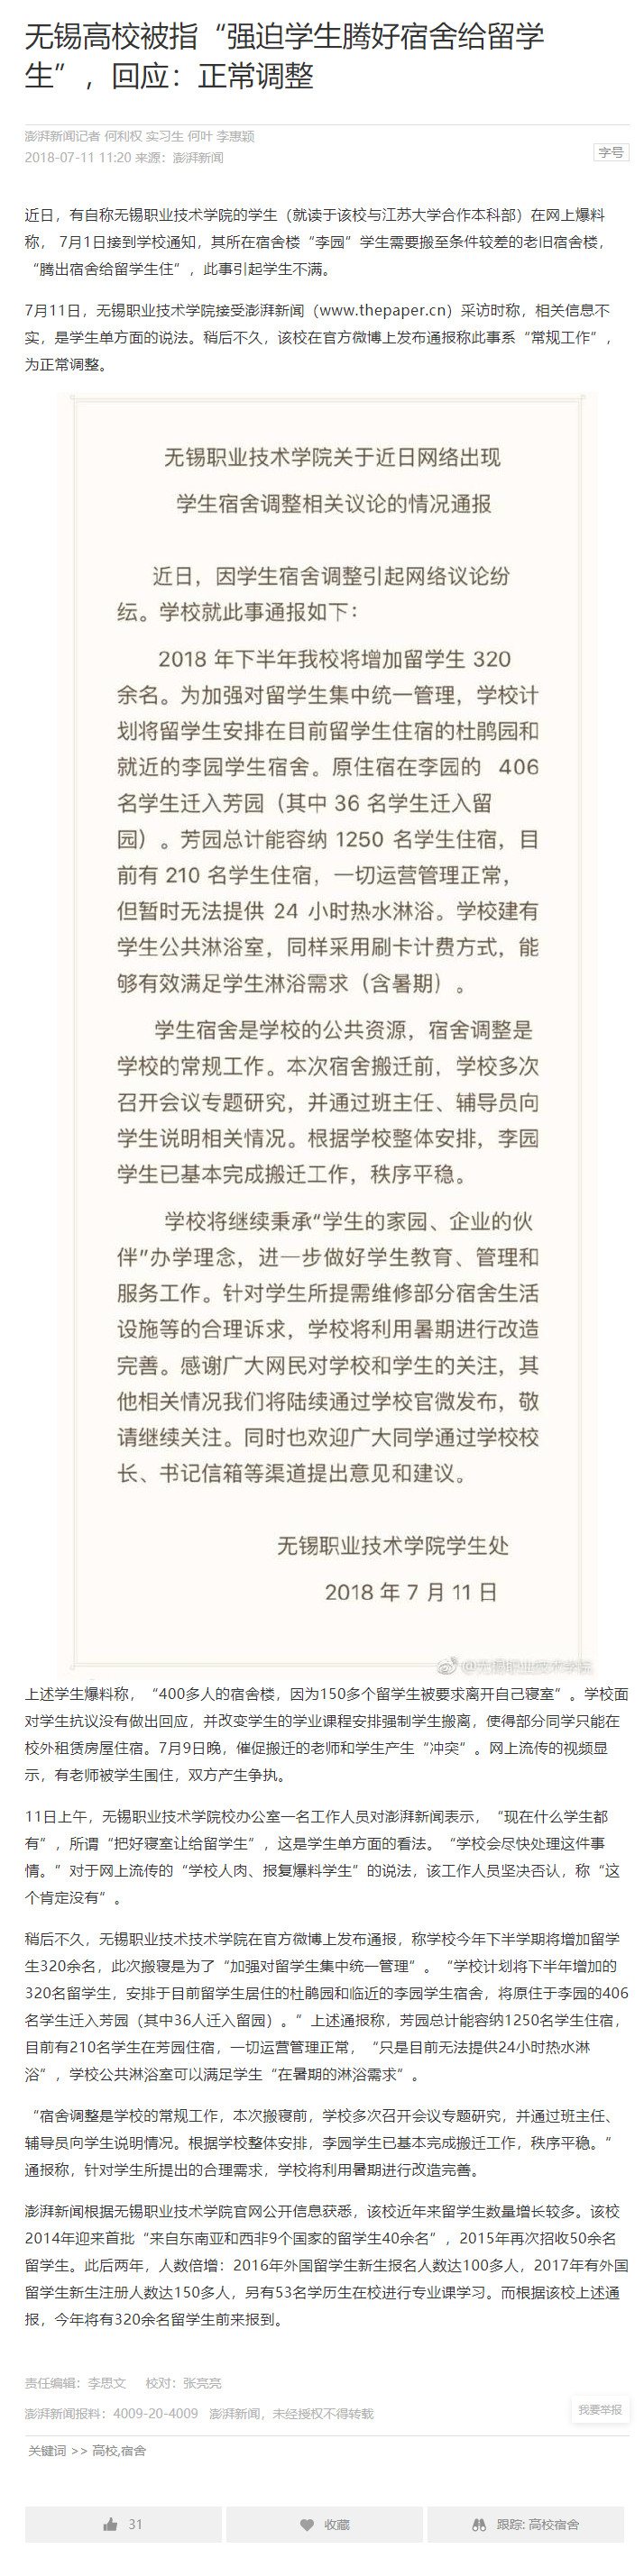 无锡高校被指“强迫学生腾好宿舍给留学
生”，回应：正常调整
澎湃新闻记者 何利权 实习生 何叶 李惠颖
2018-07-11 11:20 来源：澎湃新闻
字号
近日，有自称无锡职业技术学院的学生（就读于该校与江苏大学合作本科部）在网上爆料
称， 7月1日接到学校通知，其所在宿舍楼“李园”学生需要搬至条件较差的老旧宿舍楼，
“腾出宿舍给留学生住”，此事引起学生不满。
7月11日，无锡职业技术学院接受澎湃新闻（www.thepaper.cn）采访时称，相关信息不
实，是学生单方面的说法。稍后不久，该校在官方微博上发布通报称此事系“常规工作”，
为正常调整。
无锡职业技术学院关于近日网络出现
学生宿舍调整相关议论的情况通报
近日，因学生宿舍调整引起网络议论纷
纭。学校就此事通报如下：
2018 年下半年我校将增加留学生 320
余名。为加强对留学生集中统一管理，学校计
划将留学生安排在目前留学生住宿的杜鹃园和
就近的李园学生宿舍。原住宿在李园的 406
名学生迁入芳园（其中 36 名学生迁入留
园）。芳园总计能容纳 1250 名学生住宿，目
前有 210 名学生住宿，一切运营管理正常，
但暂时无法提供 24 小时热水淋浴。学校建有
学生公共淋浴室，同样采用刷卡计费方式，能
够有效满足学生淋浴需求（含暑期）。
学生宿舍是学校的公共资源，宿舍调整是
学校的常规工作。本次宿舍搬迁前，学校多次
召开会议专题研究，并通过班主任、辅导员向
学生说明相关情况。根据学校整体安排，李园
学生已基本完成搬迁工作，秩序平稳。
学校将继续秉承“学生的家园、企业的伙
伴”办学理念，进一步做好学生教育、管理和
服务工作。针对学生所提需维修部分宿舍生活
设施等的合理诉求，学校将利用暑期进行改造
完善。感谢广大网民对学校和学生的关注，其
他相关情况我们将陆续通过学校官微发布，敬
请继续关注。同时也欢迎广大同学通过学校校
长、书记信箱等渠道提出意见和建议。
无锡职业技术学院学生处
2018 年 7 月 11 日
@无锡职业技术学院
上述学生爆料称，“400多人的宿舍楼，因为150多个留学生被要求离开自己寝室”。学校面
对学生抗议没有做出回应，并改变学生的学业课程安排强制学生搬离，使得部分同学只能在
校外租赁房屋住宿。7月9日晚，催促搬迁的老师和学生产生“冲突”。网上流传的视频显
示，有老师被学生围住，双方产生争执。
11日上午，无锡职业技术学院校办公室一名工作人员对澎湃新闻表示，“现在什么学生都
有”，所谓“把好寝室让给留学生”，这是学生单方面的看法。“学校会尽快处理这件事
情。”对于网上流传的“学校人肉、报复爆料学生”的说法，该工作人员坚决否认，称“这
个肯定没有”。
稍后不久，无锡职业技术技术学院在官方微博上发布通报，称学校今年下半学期将增加留学
生320余名，此次搬寝是为了“加强对留学生集中统一管理”。“学校计划将下半年增加的
320名留学生，安排于目前留学生居住的杜鹃园和临近的李园学生宿舍，将原住于李园的406
名学生迁入芳园（其中36人迁入留园）。”上述通报称，芳园总计能容纳1250名学生住宿，
目前有210名学生在芳园住宿，一切运营管理正常，“只是目前无法提供24小时热水淋
浴”，学校公共淋浴室可以满足学生“在暑期的淋浴需求”。
“宿舍调整是学校的常规工作，本次搬寝前，学校多次召开会议专题研究，并通过班主任、
辅导员向学生说明情况。根据学校整体安排，李园学生已基本完成搬迁工作，秩序平稳。”
通报称，针对学生所提出的合理需求，学校将利用暑期进行改造完善。
澎湃新闻根据无锡职业技术学院官网公开信息获悉，该校近年来留学生数量增长较多。该校
2014年迎来首批“来自东南亚和西非9个国家的留学生40余名”，2015年再次招收50余名
留学生。此后两年，人数倍增：2016年外国留学生新生报名人数达100多人，2017年有外国
留学生新生注册人数达150多人，另有53名学历生在校进行专业课学习。而根据该校上述通
报，今年将有320余名留学生前来报到。
责任编辑：李思文 校对：张亮亮
澎湃新闻报料：4009-20-4009 澎湃新闻，未经授权不得转载
我要举报
关键词 >> 高校,宿舍
31
收藏
跟踪: 高校宿舍